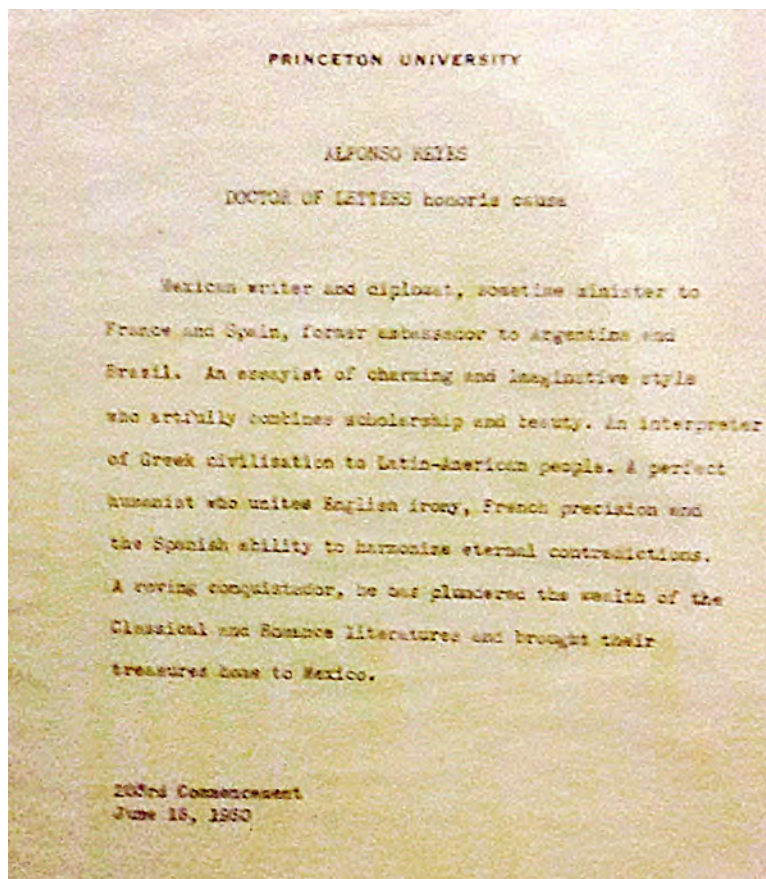 PRINCETON UNIVERSITY
ALFONSO REYES
DOCTOR OF LETTERS honoris causa
Mexican writer and diplomat, sometime minister to
France and Spain, former ambassador to Argentina and
Brazil. An essayist of charming and imaginative style
who artfully combines scholarship and beauty. An interpreter
of Greek civilisation to Latin-American people. A perfect
humanist who unites English irony, French precision and
the Spanish ability to harmonize eternal contradictions.
A roving conquistador, he has plundered the wealth of the
Classical and Romance literatures and brought their
treasures home to Mexico.
203rd Commencement
June 1950